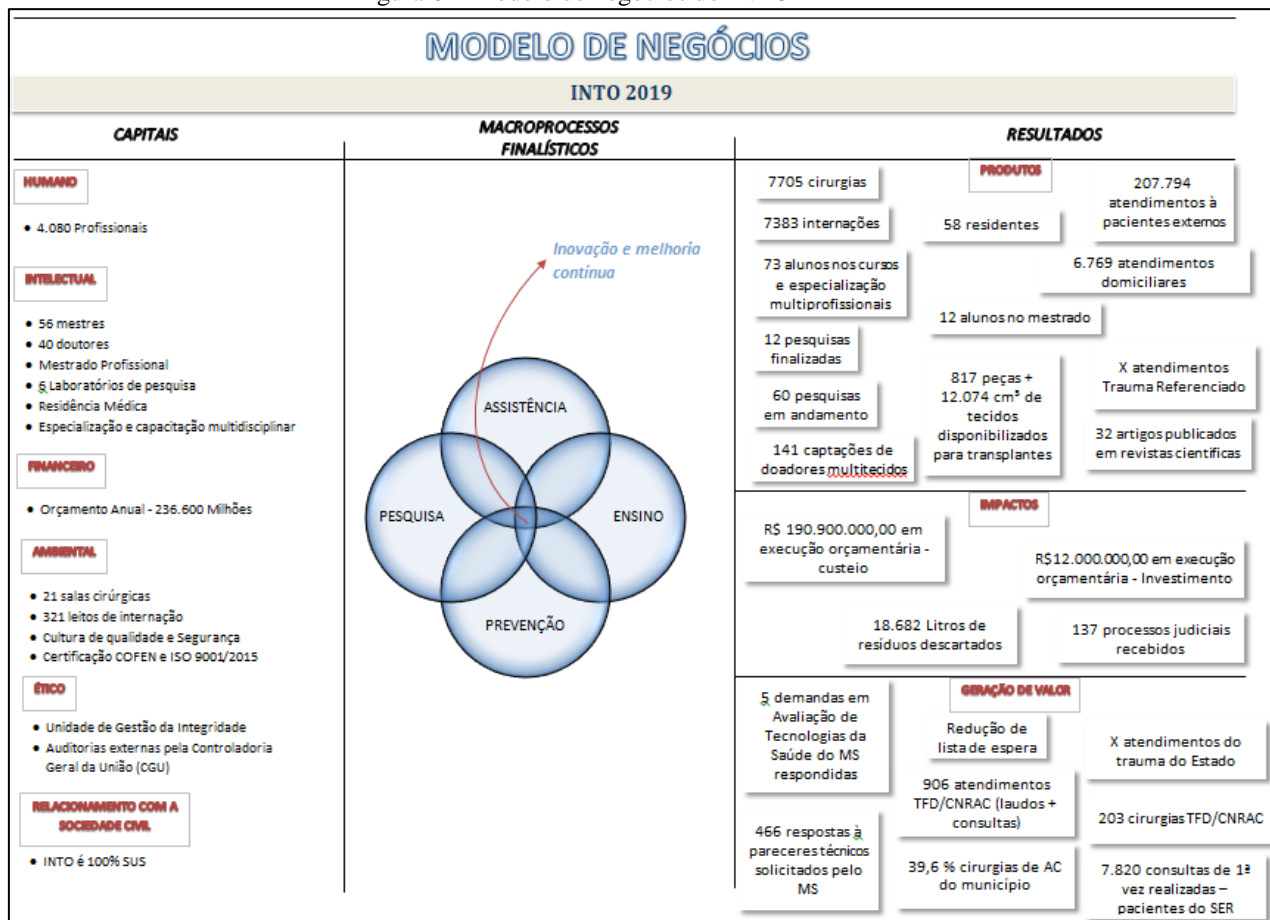 MODELO DE NEGÓCIOS
INTO 2019
CAPITAIS
HUMANO
• 4.080 Profissionais
INTELECTUAL
• 56 mestres
• 40 doutores
• Mestrado Profissional
• 6 Laboratórios de pesquisa
• Residência Médica
• Especialização e capacitação multidisciplinar
FINANCEIRO
• Orçamento Anual - 236.600 Milhões
AMBIENTAL
• 21 salas cirúrgicas
• 321 leitos de internação
• Cultura de qualidade e Segurança
• Certificação COFEN e ISO 9001/2015
ÉTICO
• Unidade de Gestão da Integridade
• Auditorias externas pela Controladoria
Geral da União (CGU)
RELACIONAMENTO COM A
SOCIEDADE CIVIL
• INTO é 100% SUS
MACROPROCESSOS
FINALÍSTICOS
Inovação e melhoria
contínua
ASSISTÊNCIA
PESQUISA
ENSINO
PREVENÇÃO
RESULTADOS
PRODUTOS
7705 cirurgias
7383 internações
58 residentes
207.794
atendimentos à
pacientes externos
73 alunos nos cursos
e especialização
multiprofissionais
6.769 atendimentos
domiciliares
12 alunos no mestrado
12 pesquisas
finalizadas
60 pesquisas
em andamento
817 peças +
12.074 cm³ de
tecidos
disponibilizados
para transplantes
X atendimentos
Trauma Referenciado
141 captações de
doadores multitecidos
32 artigos publicados
em revistas científicas
IMPACTOS
R$ 190.900.000,00 em
execução orçamentária -
custeio
R$12.000.000,00 em execução
orçamentária - Investimento
18.682 Litros de
resíduos descartados
137 processos judiciais
recebidos
GERAÇÃO DE VALOR
5 demandas em
Avaliação de
Tecnologias da
Saúde do MS
respondidas
Redução de
lista de espera
X atendimentos do
trauma do Estado
906 atendimentos
TFD/CNRAC (laudos +
consultas)
203 cirurgias TFD/CNRAC
466 respostas à
pareceres técnicos
solicitados pelo
MS
39,6 % cirurgias de AC
do município
7.820 consultas de 1ª
vez realizadas –
pacientes do SER